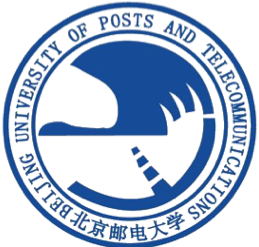 BEIJING UNIVERSITY OF POSTS AND TELECOMMUNICATIONS
北京邮电大学